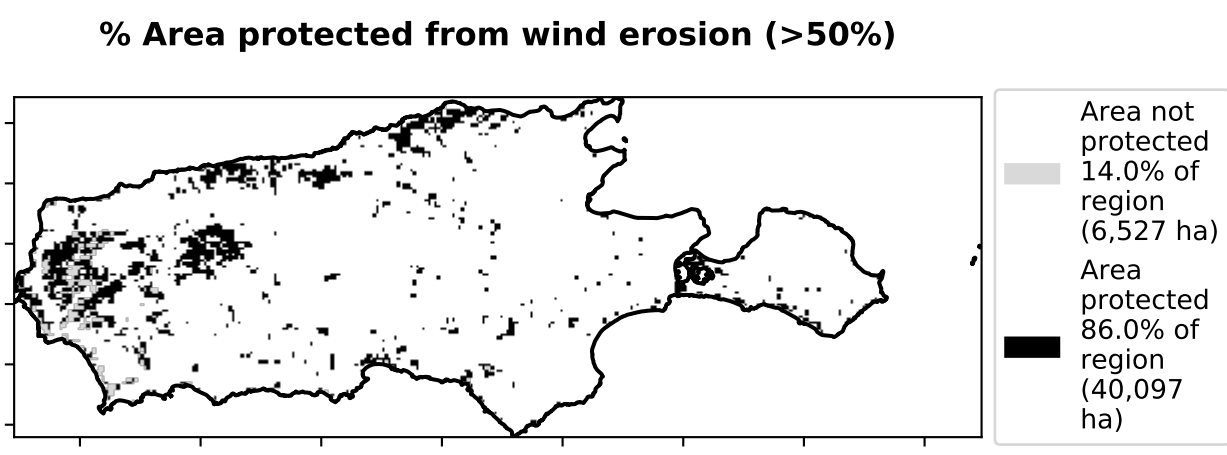 % Area protected from wind erosion (>50%)
Area not
protected
14.0% of
region
(6,527 ha)
Area
protected
86.0% of
region
(40,097
ha)